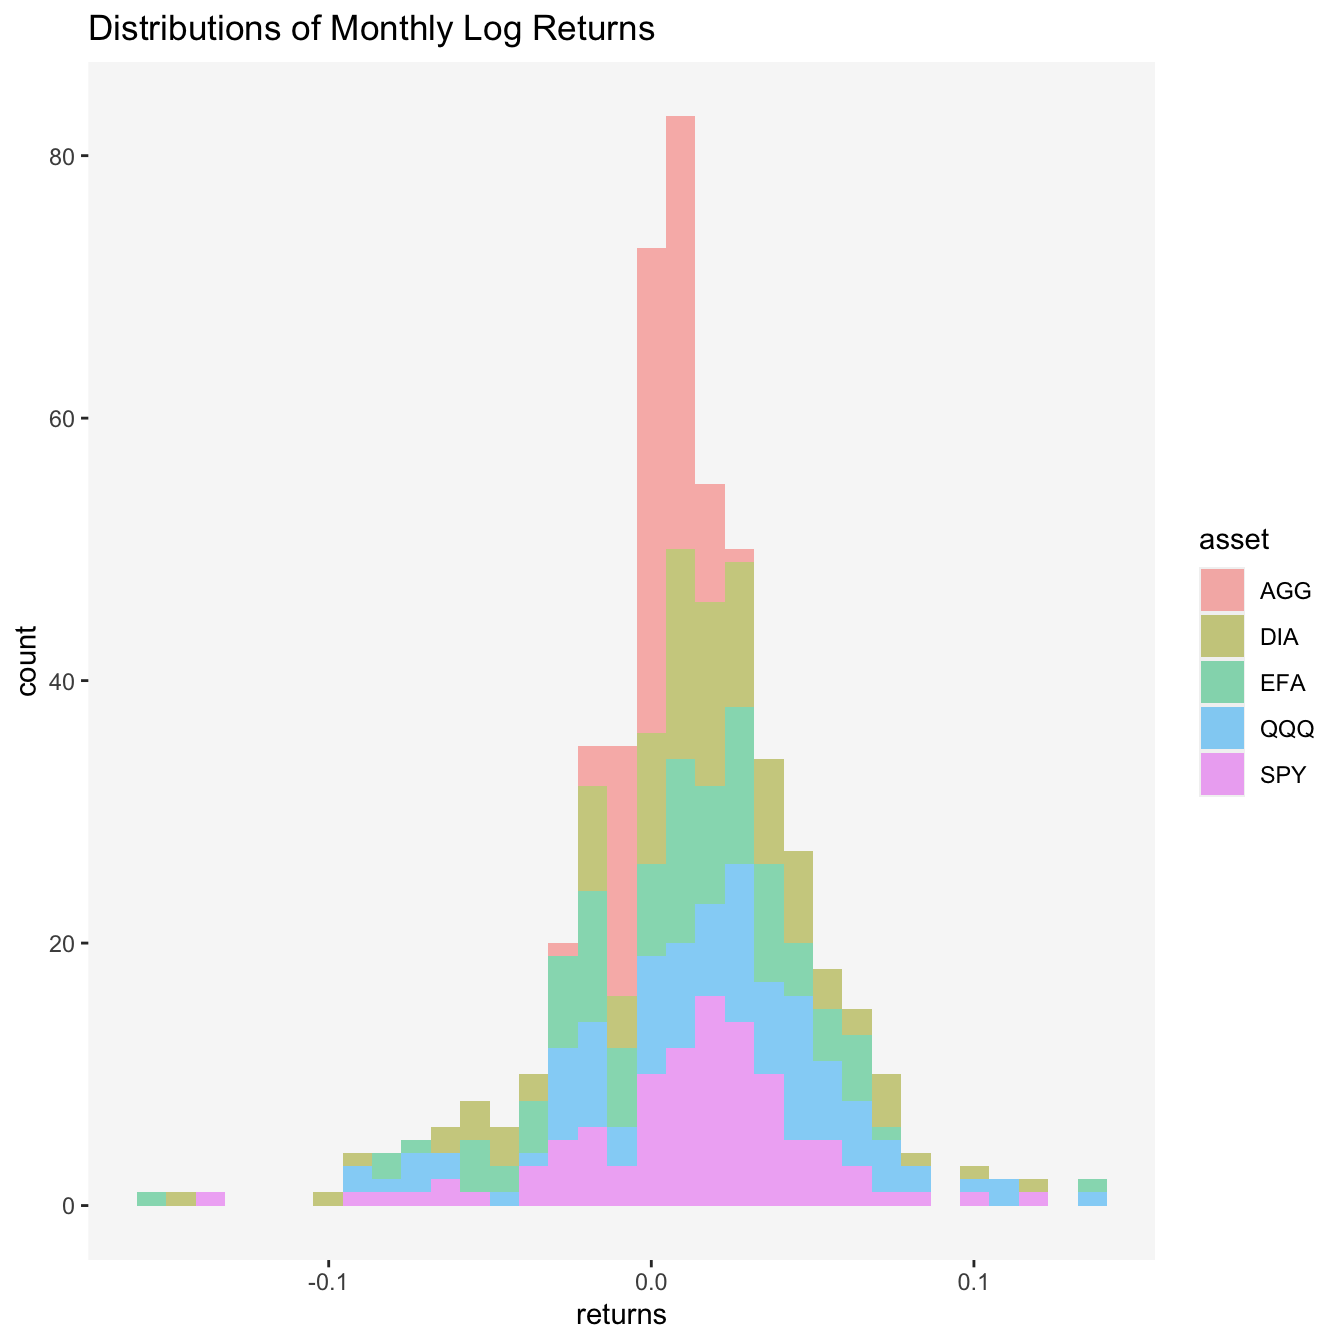 Distributions of Monthly Log Returns
80
60
40
20
0
count
-0.1
0.0
0.1
returns
asset
AGG
DIA
EFA
QQQ
SPY